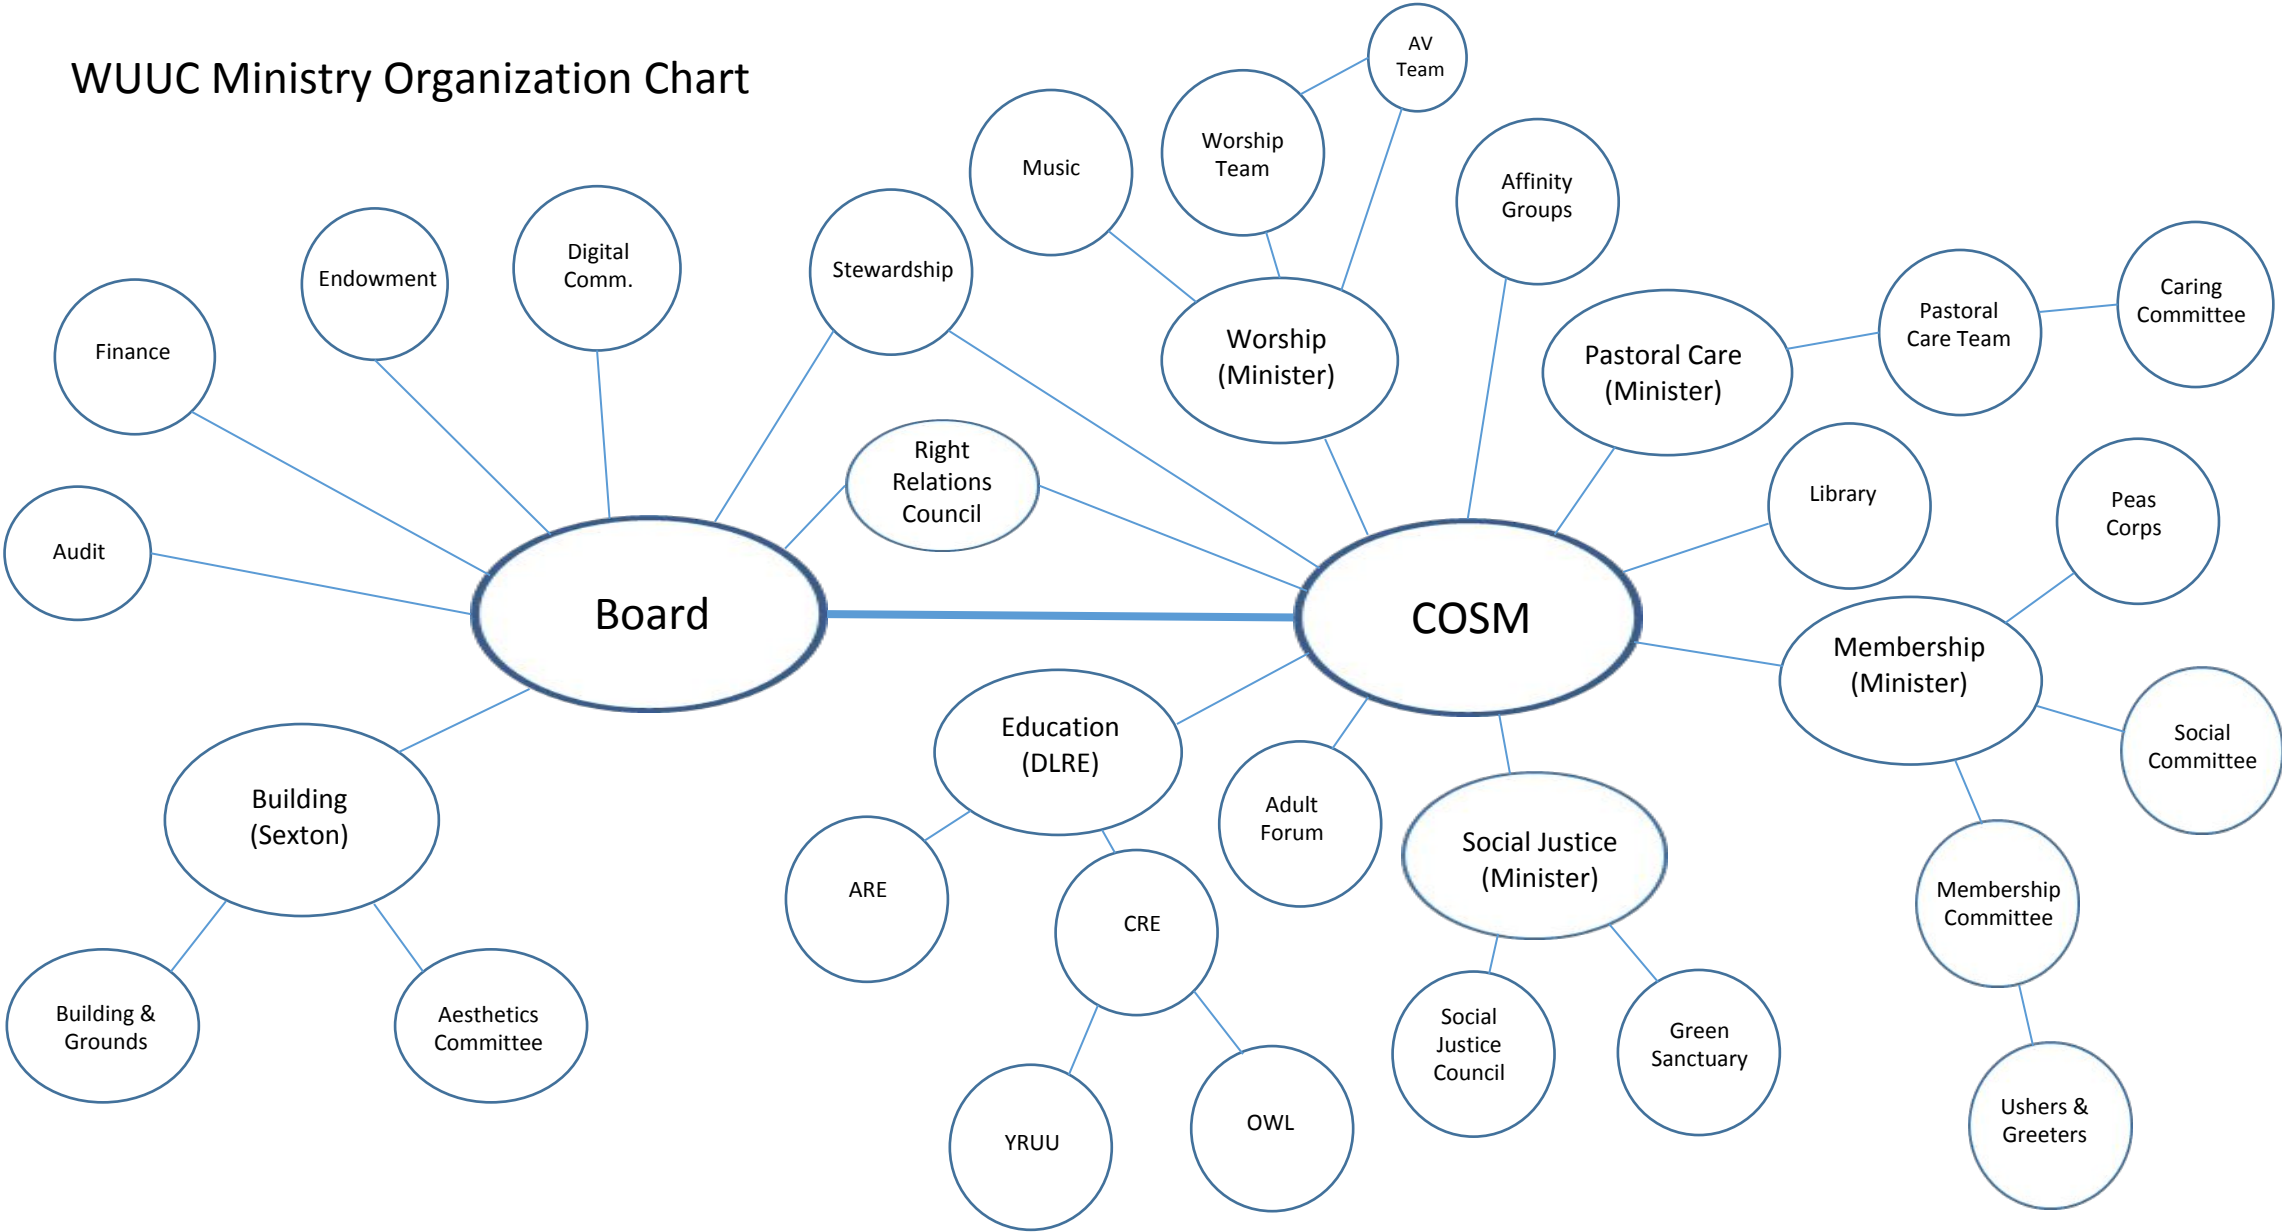 WUUC Ministry Organization Chart
AV
Team
Worship
Team
Music
Affinity
Groups
Digital
Comm.
Endowment
Stewardship
Finance
Worship
(Minister)
Pastoral Care
(Minister)
Pastoral
Care Team
Caring
Committee
Right
Relations
Council
Library
Peas
Corps
Audit
Board
COSM
Membership
(Minister)
Social
Committee
Education
(DLRE)
Building
(Sexton)
Adult
Forum
Social Justice
(Minister)
ARE
CRE
Membership
Committee
Building &
Grounds
Aesthetics
Committee
Social
Justice
Council
Green
Sanctuary
YRUU
OWL
Ushers &
Greeters